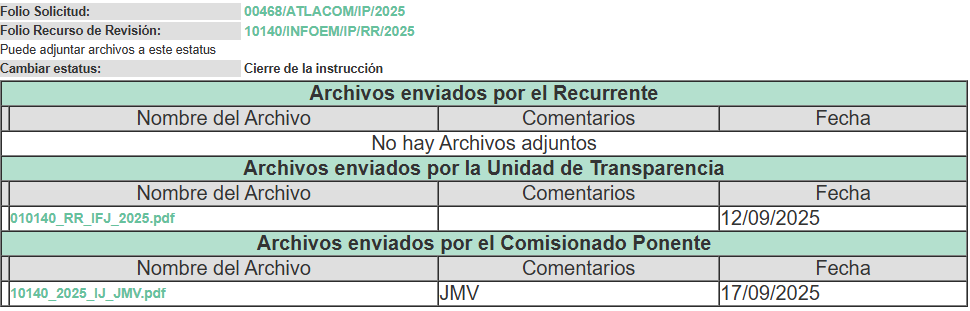 Folio Solicitud: 00468/ATLACOM/IP/2025
Folio Recurso de Revisión: 10140/INFOEM/IP/RR/2025
Puede adjuntar archivos a este estatus
Cambiar estatus: Cierre de la instrucción
Archivos enviados por el Recurrente
Nombre del Archivo Comentarios Fecha
No hay Archivos adjuntos
Archivos enviados por la Unidad de Transparencia
Nombre del Archivo Comentarios Fecha
010140_RR_IFJ_2025.pdf 12/09/2025
Archivos enviados por el Comisionado Ponente
Nombre del Archivo Comentarios Fecha
10140_2025_IJ_JMV.pdf JMV 17/09/2025